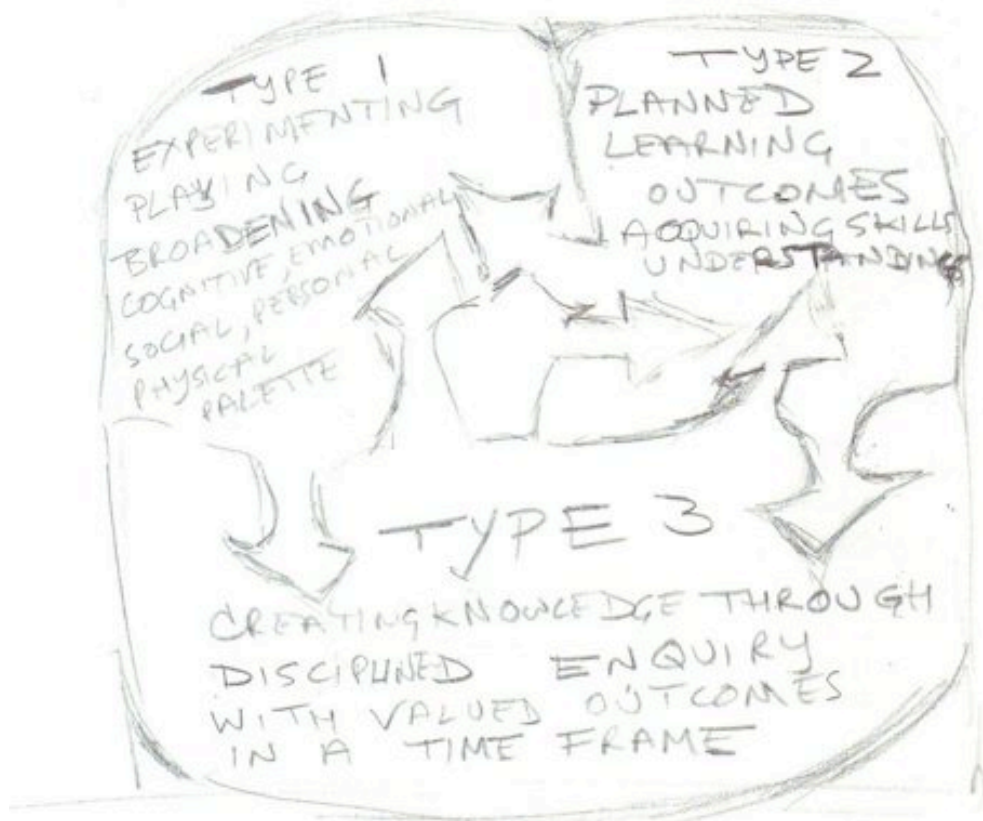 TYPE 1
EXPERIMENTING
PLAYING
BROADENING
COGNITIVE, EMOTIONAL
SOCIAL, PERSONAL
PHYSICAL
PALETTE
TYPE 2
PLANNED
LEARNING
OUTCOMES
ACQUIRING SKILLS
UNDERSTANDINGS
TYPE 3
CREATING KNOWLEDGE THROUGH
DISCIPLINED ENQUIRY
WITH VALUED OUTCOMES
IN A TIME FRAME